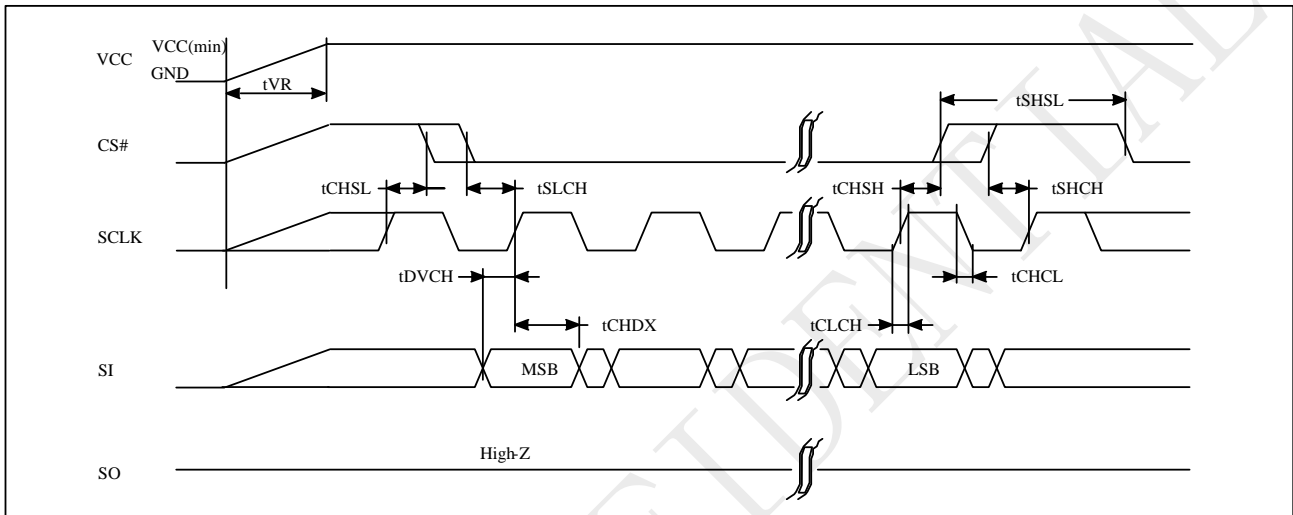 VCC
VCC(min)
GND
tVR
tSHSL
CS#
tCHSL
tSLCH
tCHSH
tSHCH
SCLK
tDVCH
tCHCL
tCHDX
tCLCH
SI
MSB
LSB
High-Z
SO